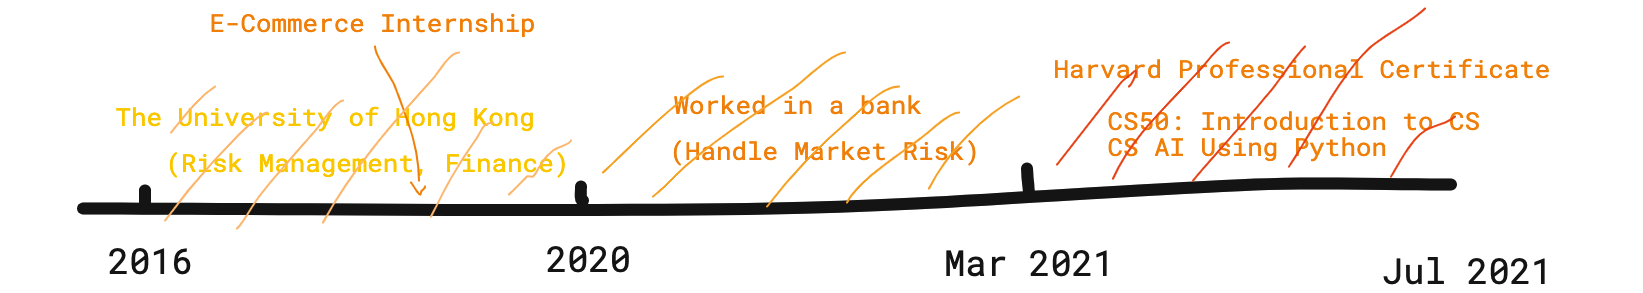 E-Commerce Internship
The University of Hong Kong
(Risk Management, Finance)
Worked in a bank
(Handle Market Risk)
Harvard Professional Certificate
CS50: Introduction to CS
CS AI Using Python
2016
2020
Mar 2021
Jul 2021